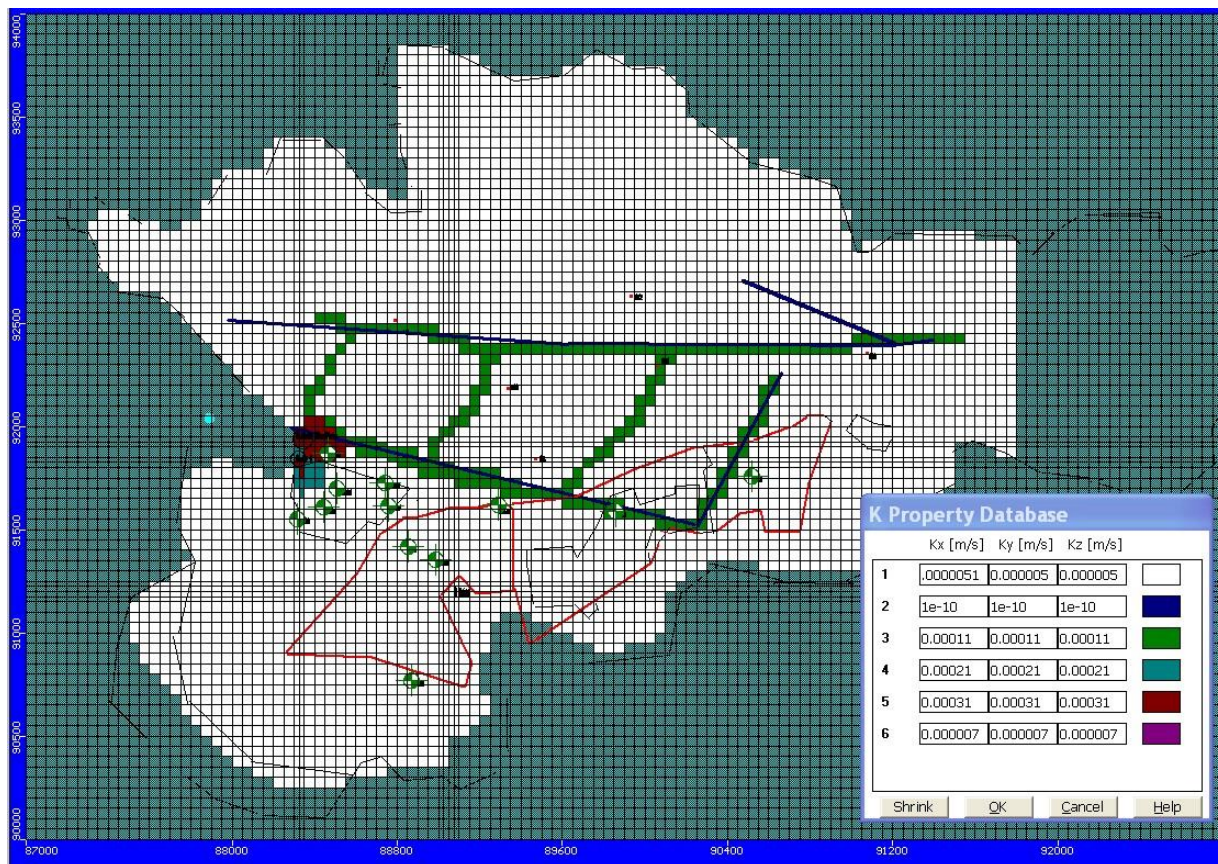 94000
93500
93000
92500
92000
91500
91000
90500
90000
87000 88000 88800 89600 90400 91200 92000
K Property Database
Kx [m/s] Ky [m/s] Kz [m/s]
1 .0000051 0.000005 0.000005
2 1e-10 1e-10 1e-10
3 0.00011 0.00011 0.00011
4 0.00021 0.00021 0.00021
5 0.00031 0.00031 0.00031
6 0.000007 0.000007 0.000007
Shrink OK Cancel Help